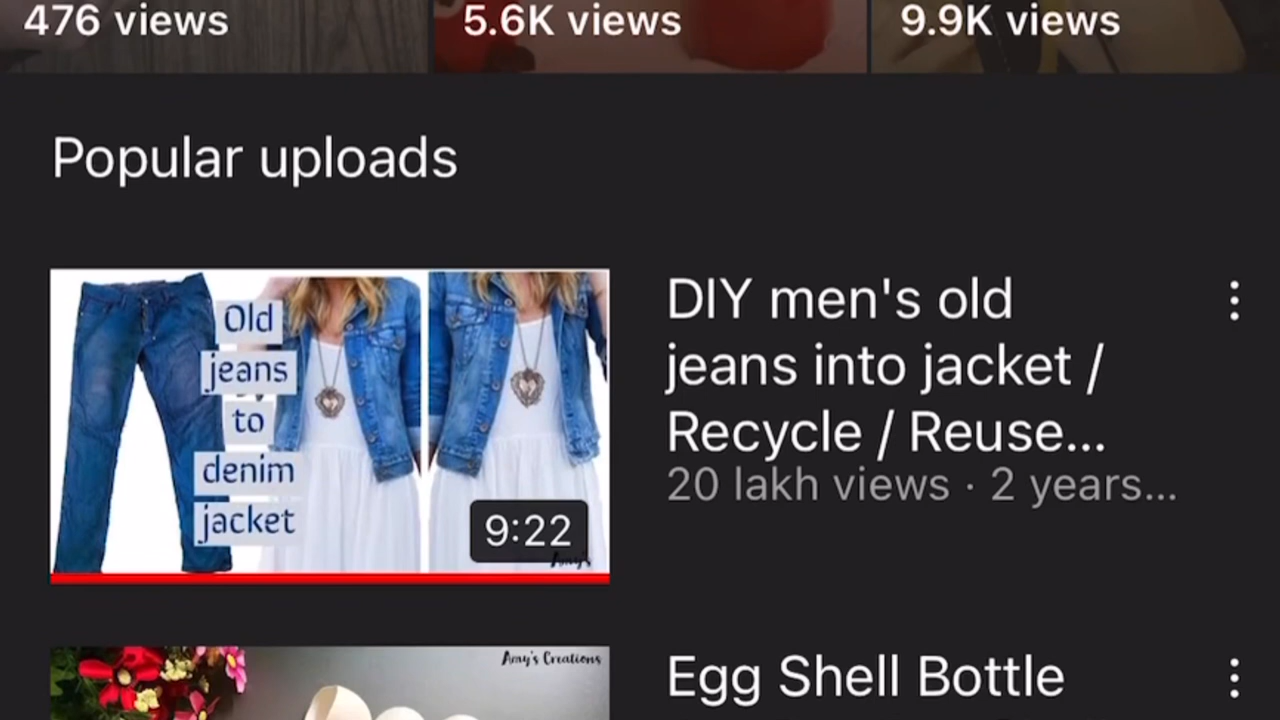 476 views
5.6K views
9.9K views
Popular uploads
Old
jeans
to
denim
jacket
9:22
Amy's
DIY men's old
jeans into jacket /
Recycle / Reuse...
20 lakh views · 2 years...
Amy's Creations
Egg Shell Bottle